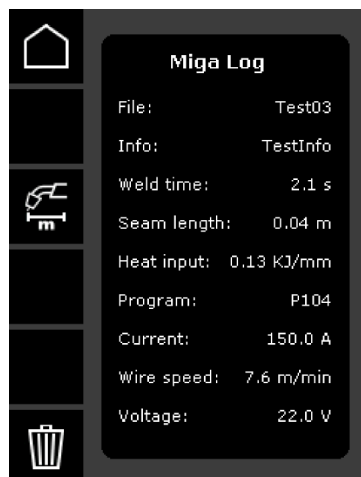 Miga Log
File: Test03
Info: TestInfo
Weld time: 2.1 s
m
Seam length: 0.04 m
Heat input: 0.13 KJ/mm
Program: P104
Current: 150.0 A
Wire speed: 7.6 m/min
Voltage: 22.0 V